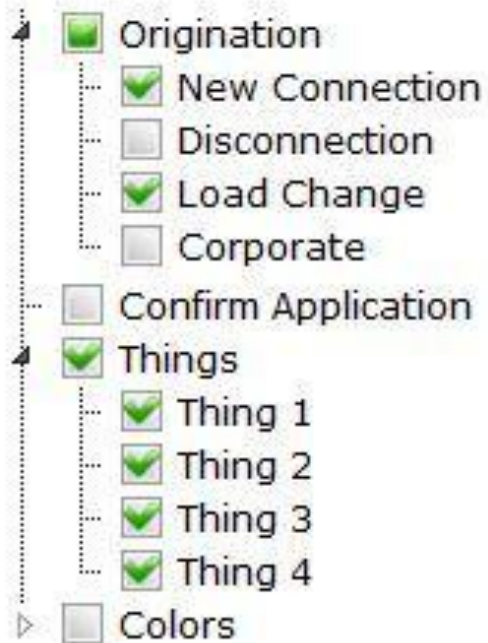 Origination
New Connection
Disconnection
Load Change
Corporate
Confirm Application
Things
Thing 1
Thing 2
Thing 3
Thing 4
Colors